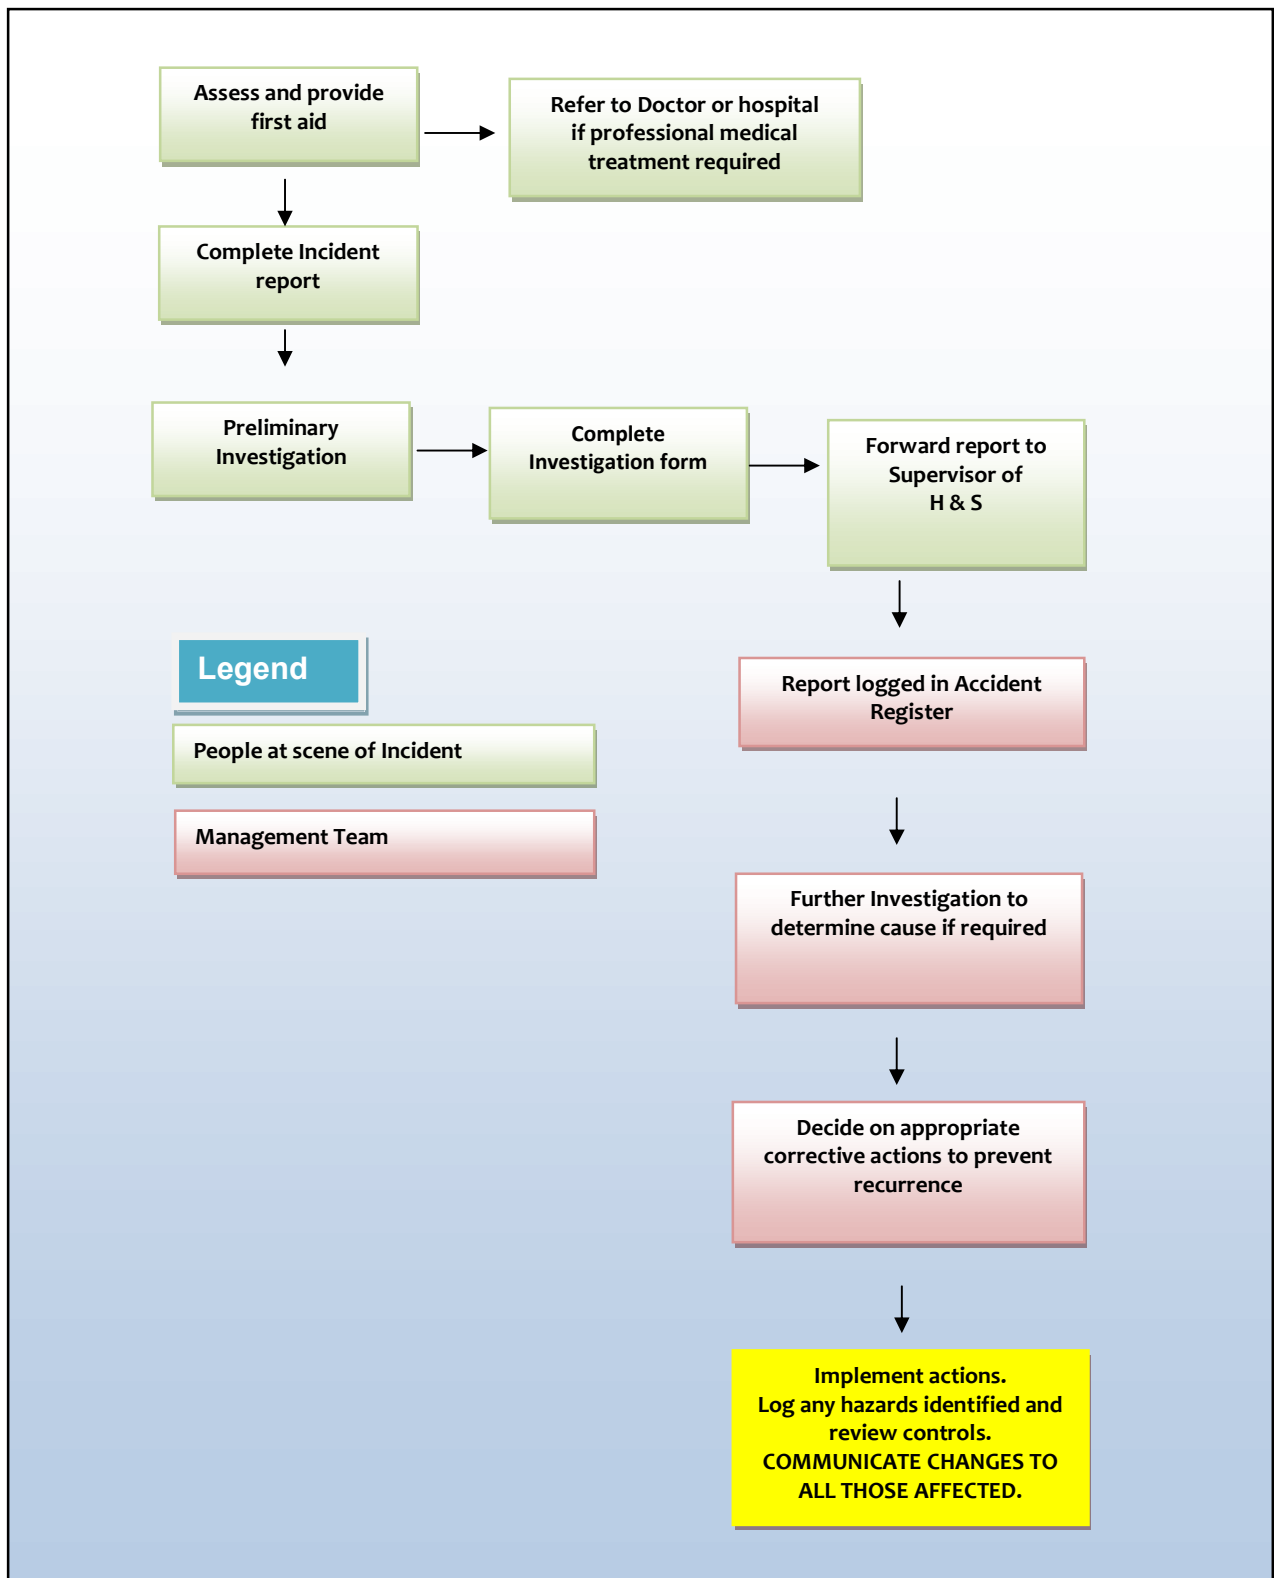 Assess and provide
first aid
Refer to Doctor or hospital
if professional medical
treatment required
Complete Incident
report
Preliminary
Investigation
Complete
Investigation form
Forward report to
Supervisor of
H & S
Legend
People at scene of Incident
Management Team
Report logged in Accident
Register
Further Investigation to
determine cause if required
Decide on appropriate
corrective actions to prevent
recurrence
Implement actions.
Log any hazards identified and
review controls.
COMMUNICATE CHANGES TO
ALL THOSE AFFECTED.